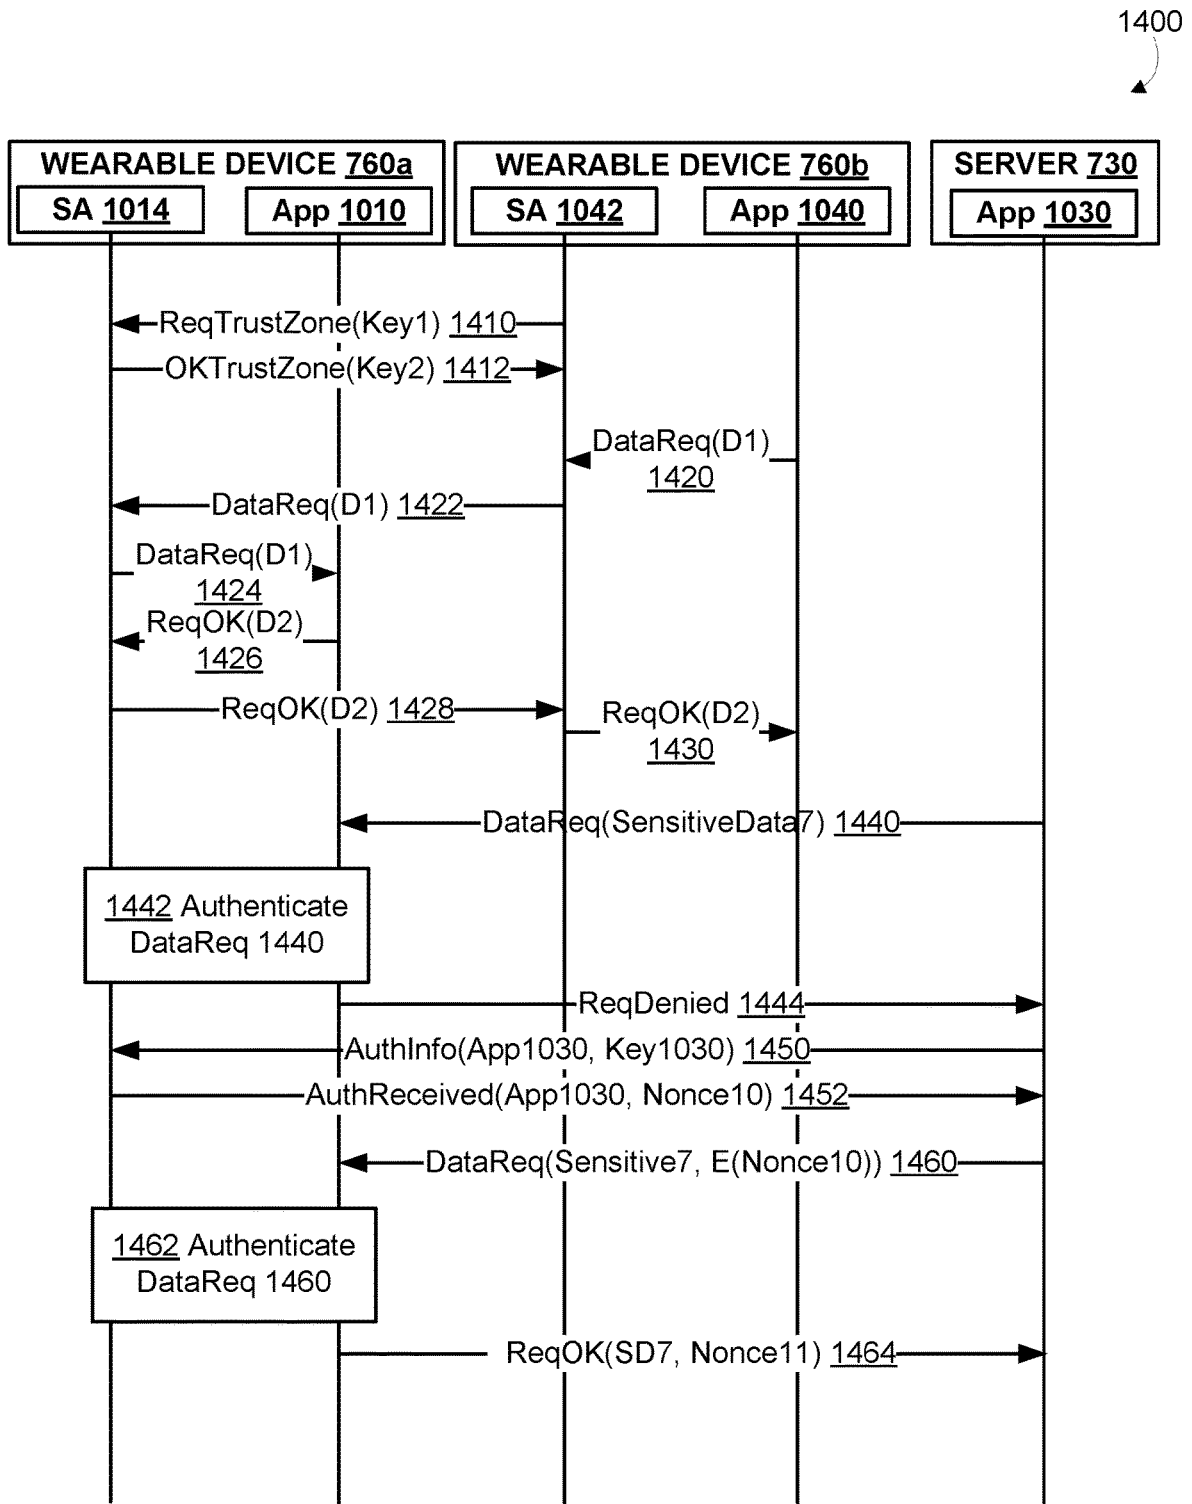 1400
WEARABLE DEVICE 760a
SA 1014
App 1010
WEARABLE DEVICE 760b
SA 1042
App 1040
SERVER 730
App 1030
ReqTrustZone(Key1) 1410
OKTrustZone(Key2) 1412
DataReq(D1)
1420
DataReq(D1) 1422
DataReq(D1)
1424
ReqOK(D2)
1426
ReqOK(D2) 1428
ReqOK(D2)
1430
DataReq(SensitiveData7) 1440
1442 Authenticate
DataReq 1440
ReqDenied 1444
AuthInfo(App1030, Key1030) 1450
AuthReceived(App1030, Nonce10) 1452
DataReq(Sensitive7, E(Nonce10)) 1460
1462 Authenticate
DataReq 1460
ReqOK(SD7, Nonce11) 1464